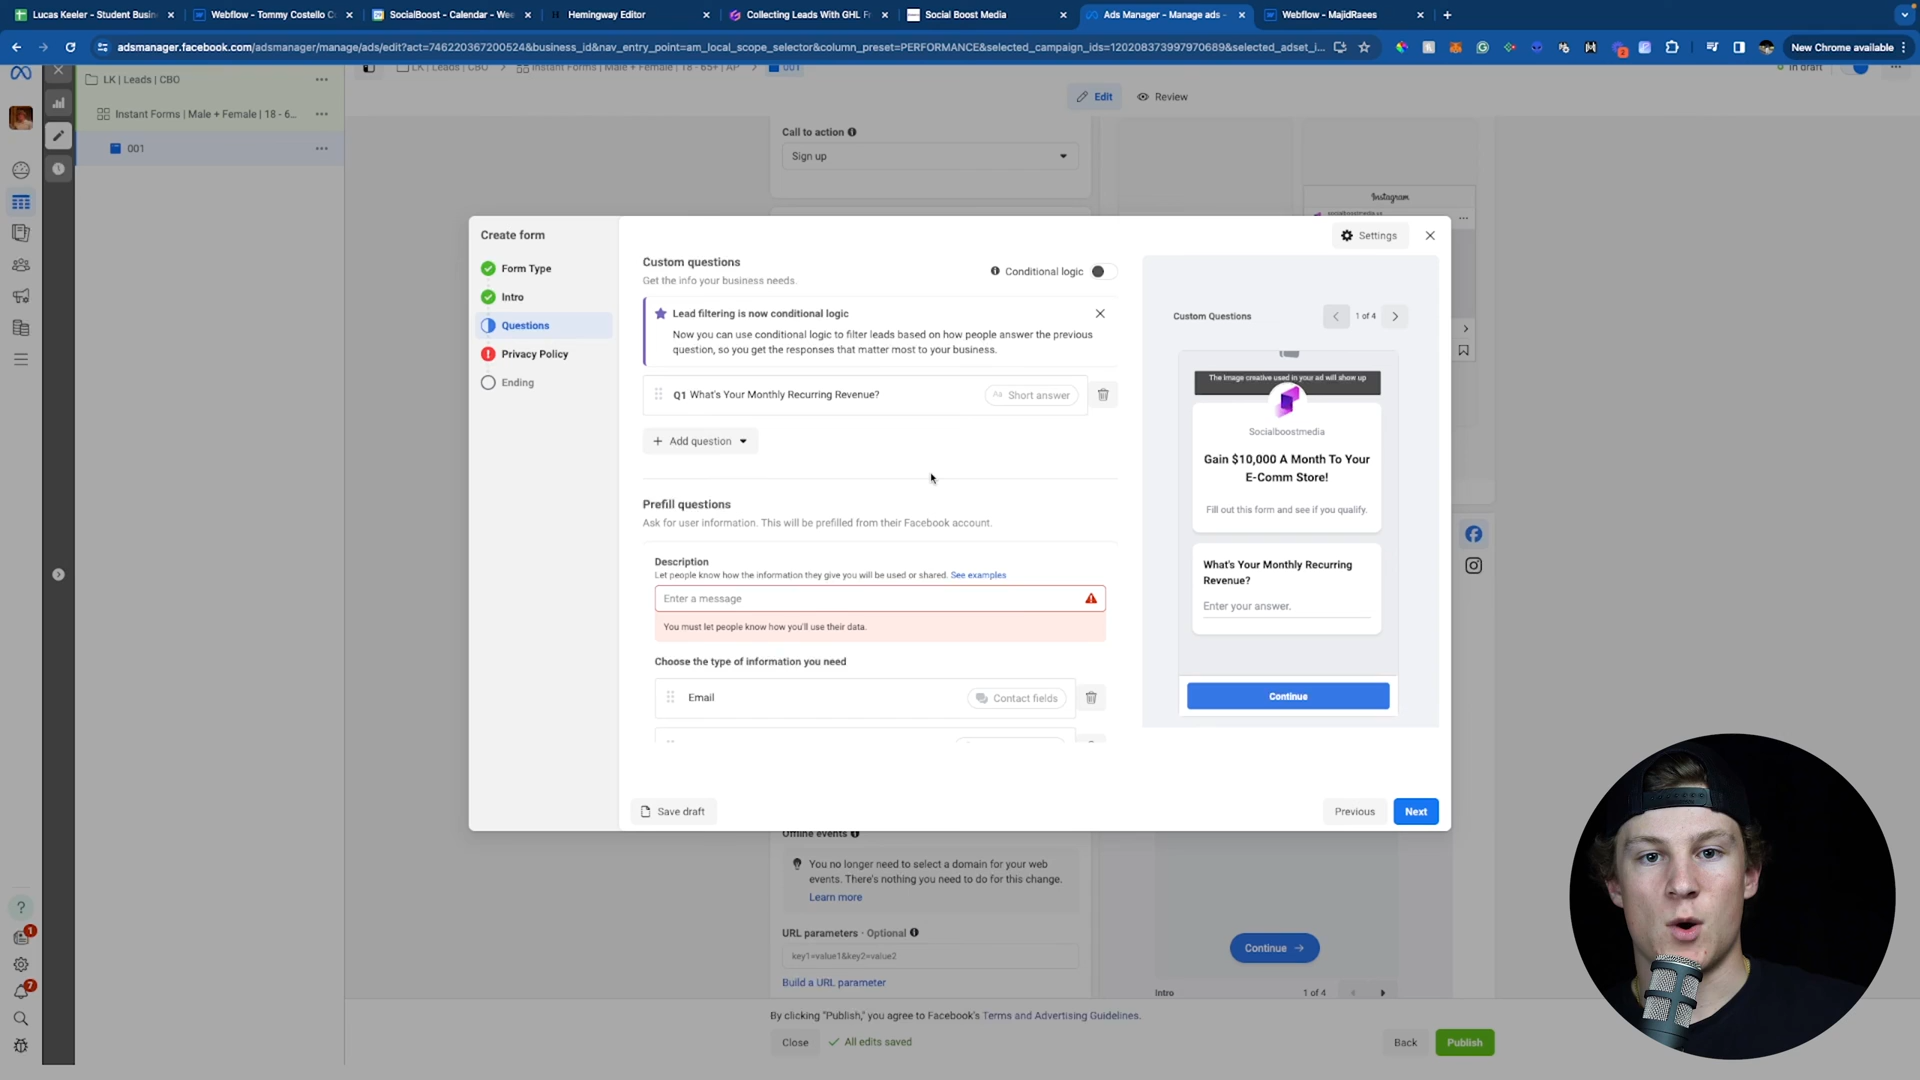 Lucas Keeler - Student Busin
Webflow - Tommy Costello C
SocialBoost - Calendar - Wee
Hemingway Editor
Collecting Leads With GHL F
Social Boost Media
Ads Manager - Manage ads -
Webflow - MajidRaees
adsmanager.facebook.com/adsmanager/manage/ads/edit?act=746220367200524&business_id&nav_entry_point=am_local_scope_selector&column_preset=PERFORMANCE&selected_campaign_ids=120208373997970689&selected_adset_i...
New Chrome available
LK | Leads | CBO
Instant Forms | Male + Female | 18 - 6...
001
LK | Leads | CBO
Instant Forms | Male + Female | 18 - 65+ | AP
001
In draft
Edit
Review
Call to action
Sign up
Instagram
Create form
Form Type
Intro
Questions
Privacy Policy
Ending
Settings
Custom questions
Get the info your business needs.
Conditional logic
Lead filtering is now conditional logic
Now you can use conditional logic to filter leads based on how people answer the previous
question, so you get the responses that matter most to your business.
Q1 What's Your Monthly Recurring Revenue?
Aa Short answer
Add question
Prefill questions
Ask for user information. This will be prefilled from their Facebook account.
Description
Let people know how the information they give you will be used or shared. See examples
Enter a message
You must let people know how you'll use their data.
Choose the type of information you need
Email
Contact fields
Custom Questions
1 of 4
The image creative used in your ad will show up
Socialboostmedia
Gain $10,000 A Month To Your
E-Comm Store!
Fill out this form and see if you qualify.
What's Your Monthly Recurring
Revenue?
Enter your answer.
Continue
Save draft
Previous
Next
Offline events
You no longer need to select a domain for your web
events. There's nothing you need to do for this change.
Learn more
URL parameters · Optional
key1=value1&key2=value2
Build a URL parameter
Continue
Intro
1 of 4
By clicking "Publish," you agree to Facebook's Terms and Advertising Guidelines.
Close
All edits saved
Back
Publish
1
7
2